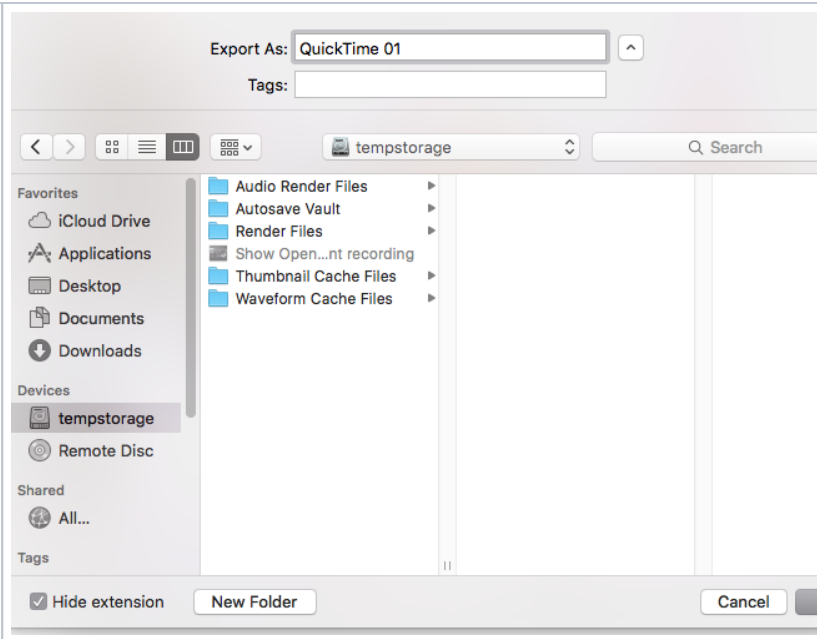 Export As: QuickTime 01
Tags:
tempstorage
Search
Favorites
iCloud Drive
Applications
Desktop
Documents
Downloads
Devices
tempstorage
Remote Disc
Shared
All...
Tags
Audio Render Files
Autosave Vault
Render Files
Show Open...nt recording
Thumbnail Cache Files
Waveform Cache Files
Hide extension
New Folder
Cancel